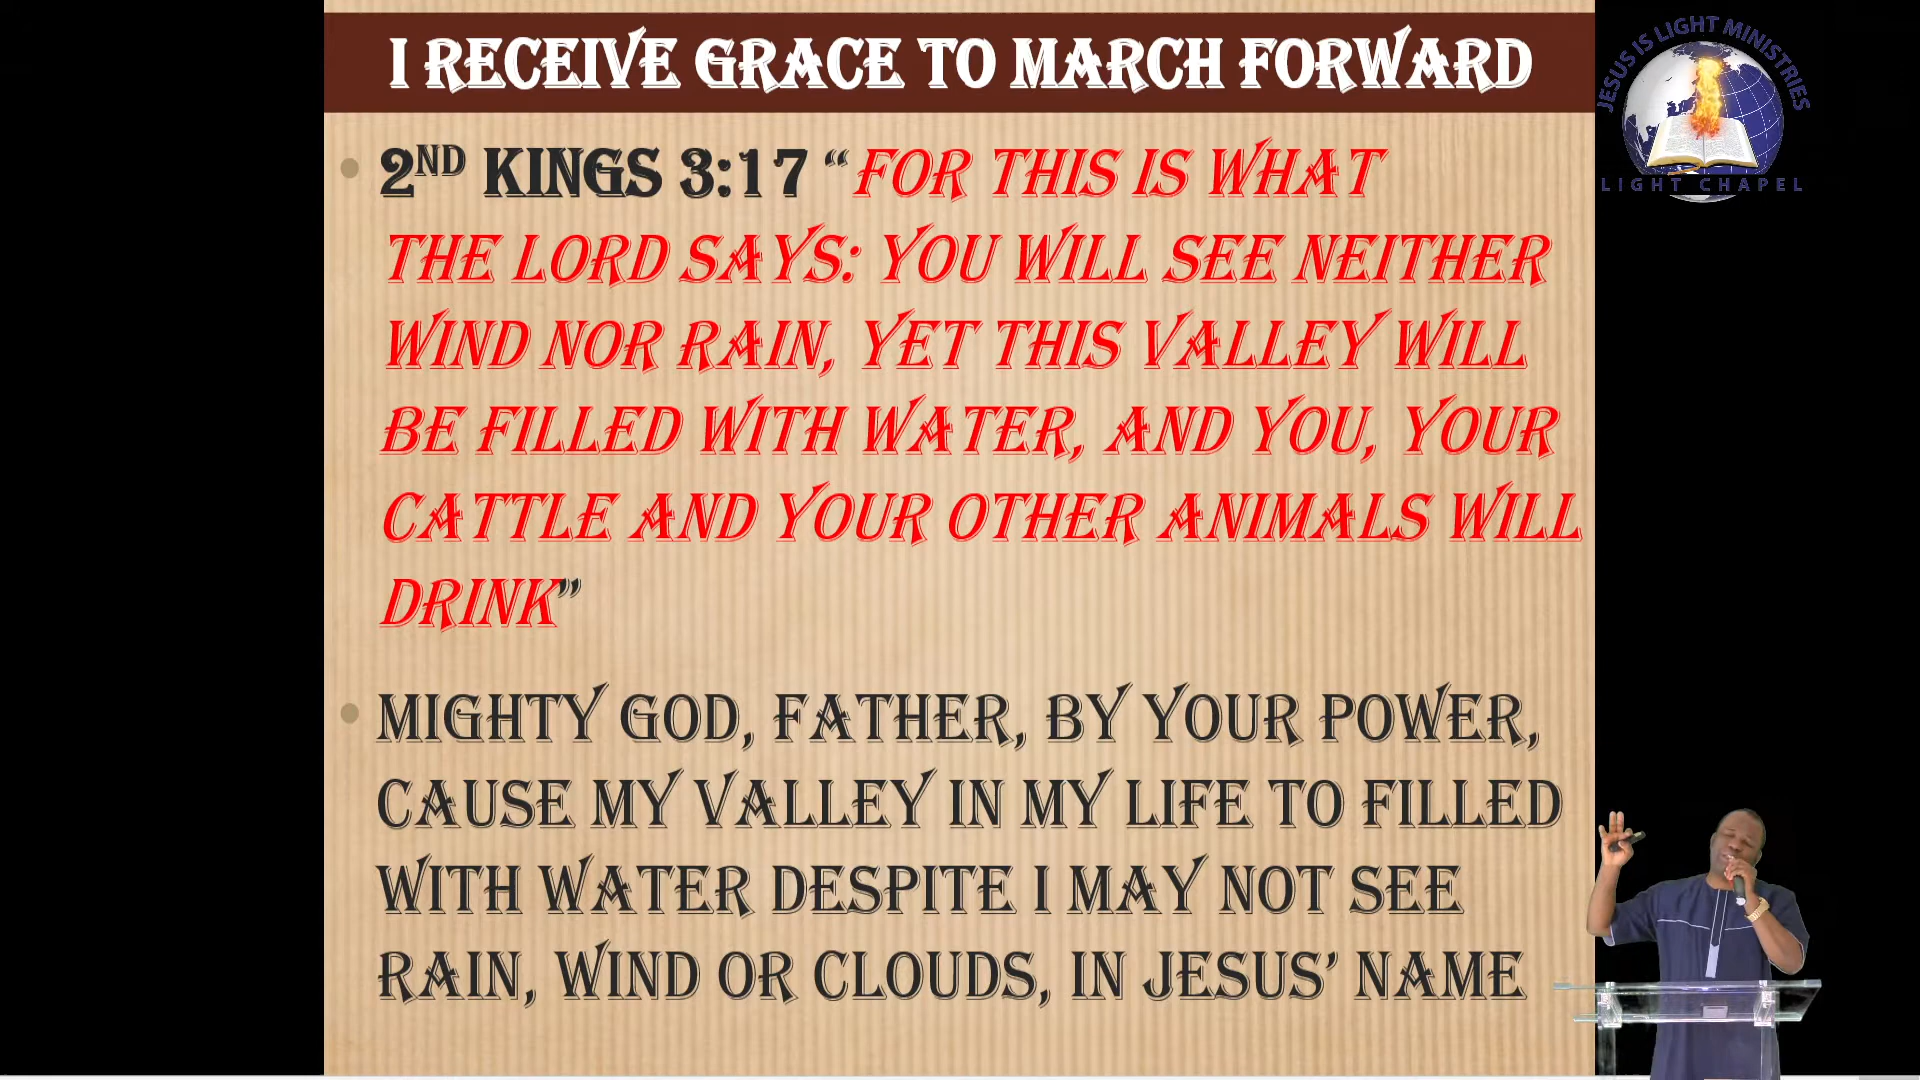 I RECEIVE GRACE TO MARCH FORWARD
2ND KINGS 3:17 “FOR THIS IS WHAT
THE LORD SAYS: YOU WILL SEE NEITHER
WIND NOR RAIN, YET THIS VALLEY WILL
BE FILLED WITH WATER, AND YOU, YOUR
CATTLE AND YOUR OTHER ANIMALS WILL
DRINK”
MIGHTY GOD, FATHER, BY YOUR POWER,
CAUSE MY VALLEY IN MY LIFE TO FILLED
WITH WATER DESPITE I MAY NOT SEE
RAIN, WIND OR CLOUDS, IN JESUS’ NAME
JESUS IS LIGHT MINISTRIES
LIGHT CHAPEL